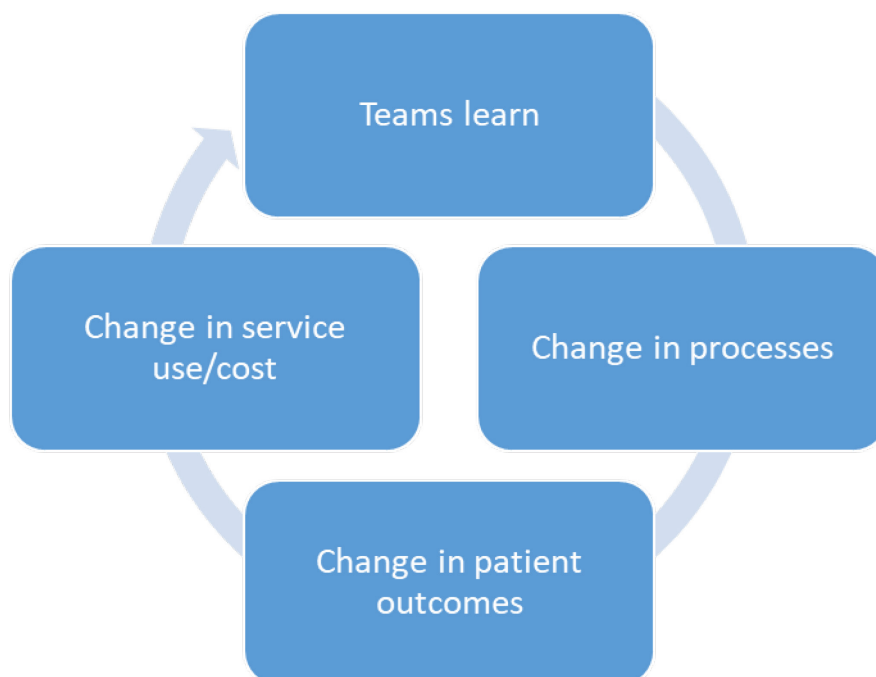 Teams learn
Change in processes
Change in patient
outcomes
Change in service
use/cost